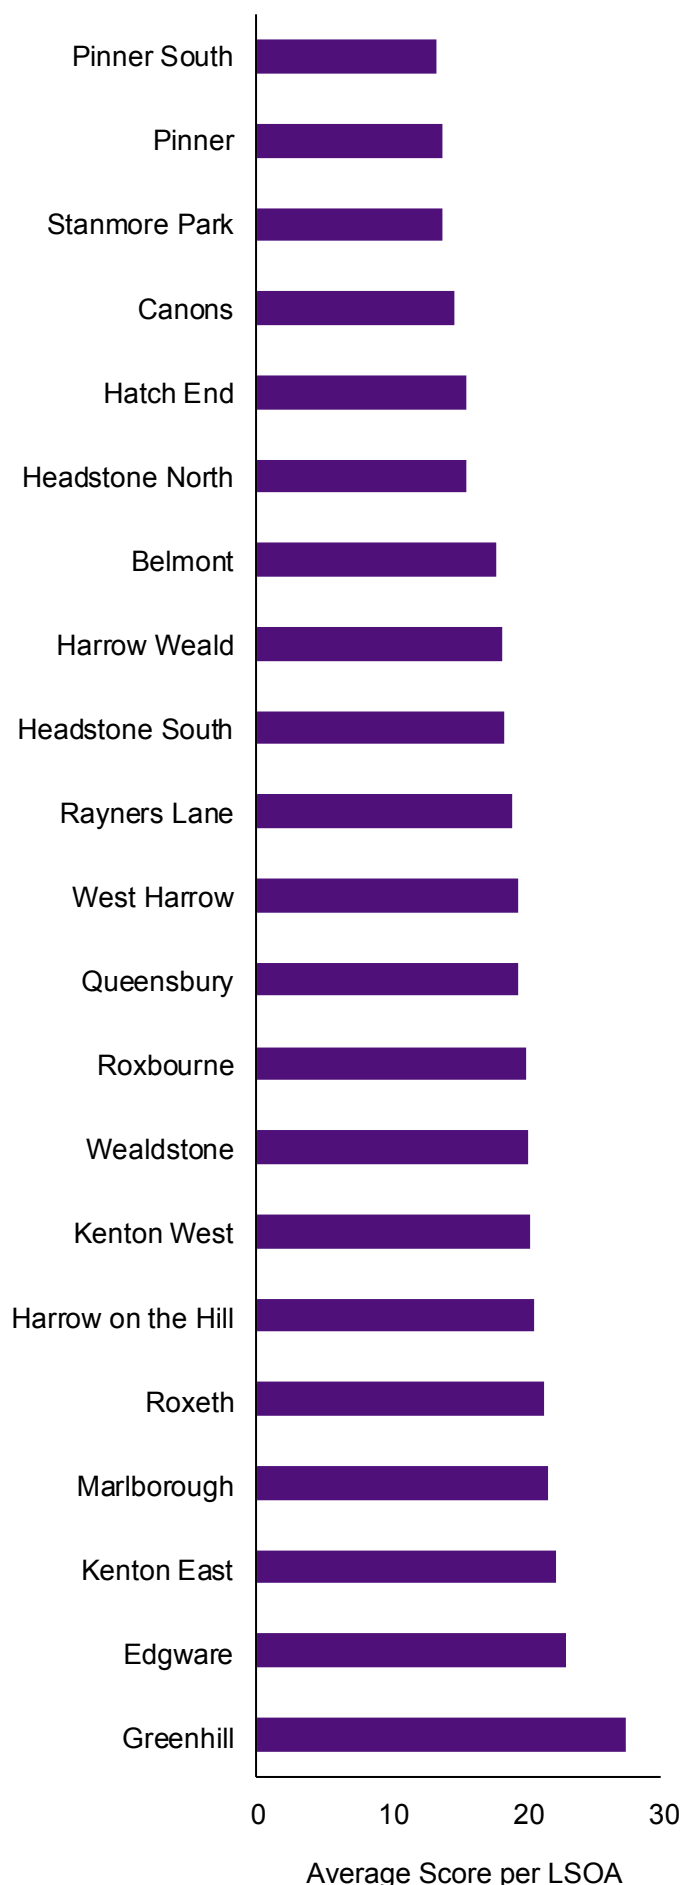 Pinner South
Pinner
Stanmore Park
Canons
Hatch End
Headstone North
Belmont
Harrow Weald
Headstone South
Rayners Lane
West Harrow
Queensbury
Roxbourne
Wealdstone
Kenton West
Harrow on the Hill
Roxeth
Marlborough
Kenton East
Edgware
Greenhill
0 10 20 30
Average Score per LSOA